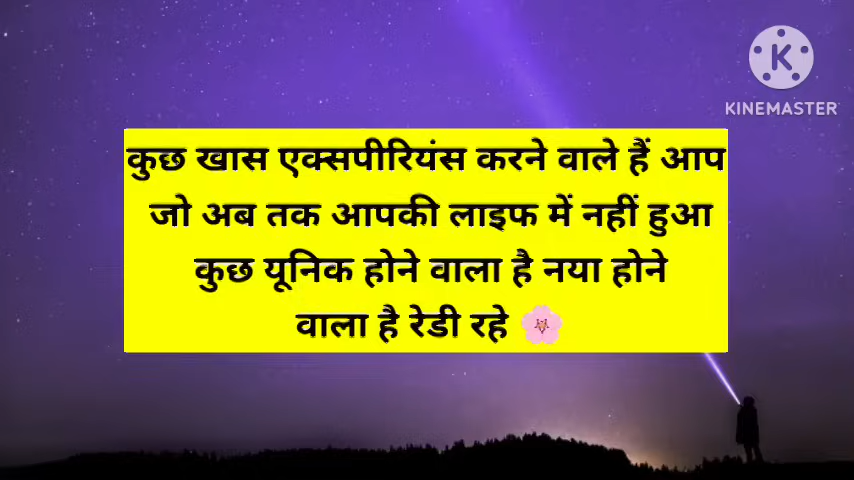 K
KINEMASTER
कुछ खास एक्सपीरियंस करने वाले हैं आप
जो अब तक आपकी लाइफ में नहीं हुआ
कुछ यूनिक होने वाला है नया होने
वाला है रेडी रहे 🌸